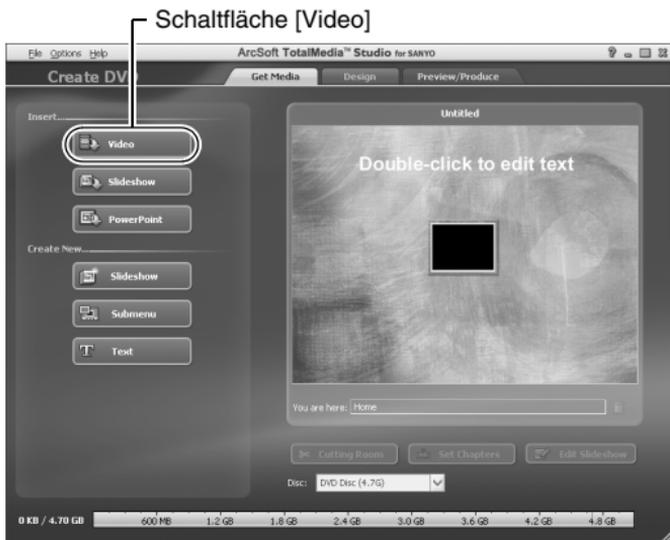 Schaltfläche [Video]
File Options Help
ArcSoft TotalMedia™ Studio for SANYO
Create DVD
Get Media
Design
Preview/Produce
Insert...
Video
Slideshow
PowerPoint
Create New...
Slideshow
Submenu
Text
Untitled
Double-click to edit text
You are here: Home
Cutting Room
Set Chapters
Edit Slideshow
Disc: DVD Disc (4.7G)
0 KB / 4.70 GB 600 MB 1.2 GB 1.8 GB 2.4 GB 3.0 GB 3.6 GB 4.2 GB 4.8 GB